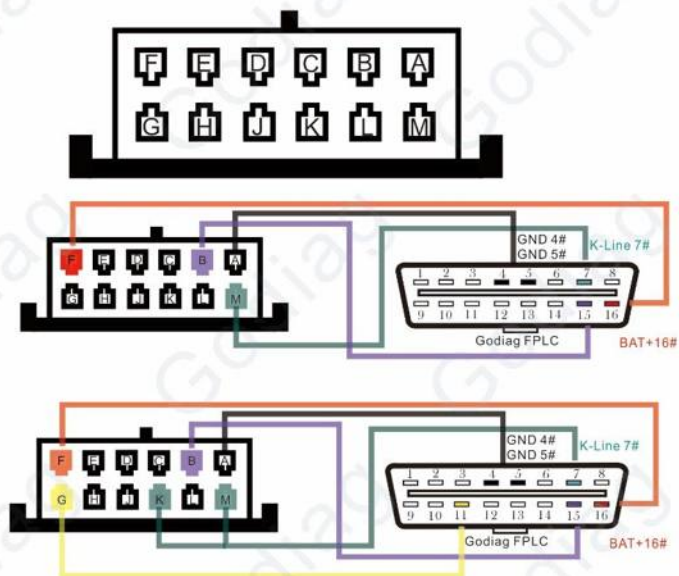 F E D C B A
G H J K L M
GND 4#
GND 5#
K-Line 7#
F E D C B A
G H J K L M
1 2 3 4 5 6 7 8
9 10 11 12 13 14 15 16
Godiag FPLC
BAT+16#
GND 4#
GND 5#
K-Line 7#
F E D C B A
G H J K L M
1 2 3 4 5 6 7 8
9 10 11 12 13 14 15 16
Godiag FPLC
BAT+16#
Godiag